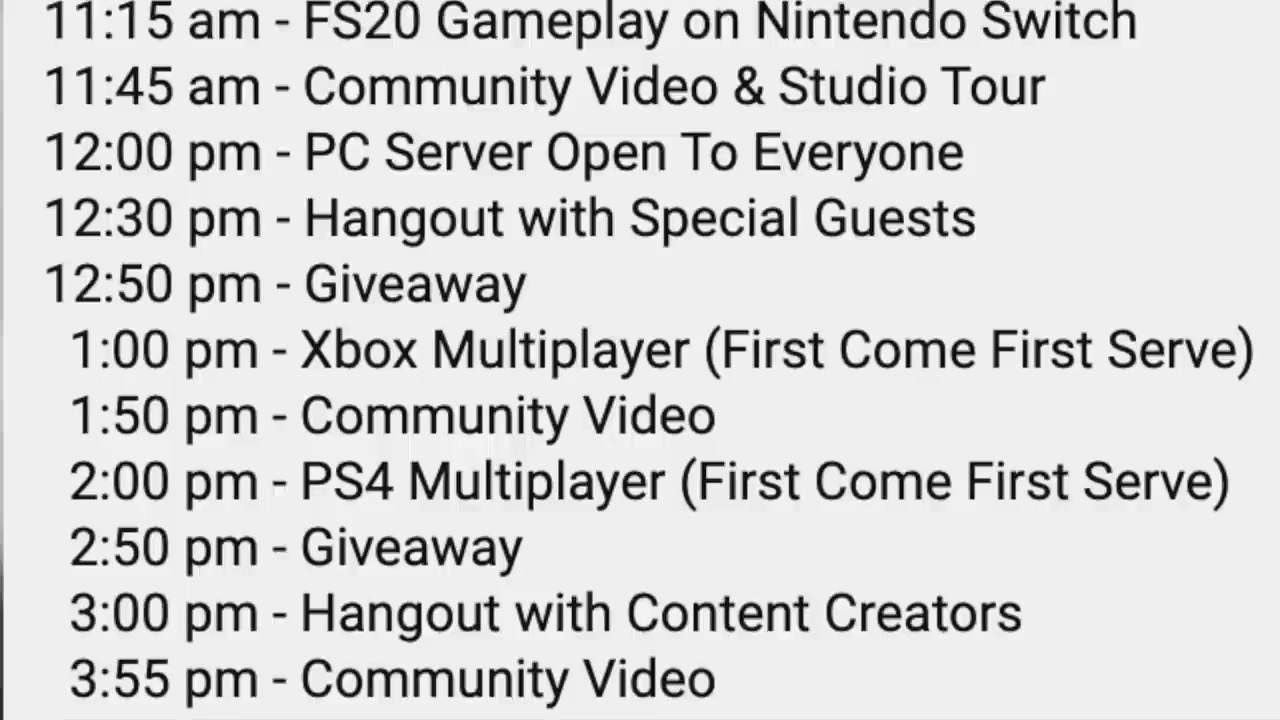 11:15 am - FS20 Gameplay on Nintendo Switch
11:45 am - Community Video & Studio Tour
12:00 pm - PC Server Open To Everyone
12:30 pm - Hangout with Special Guests
12:50 pm - Giveaway
1:00 pm - Xbox Multiplayer (First Come First Serve)
1:50 pm - Community Video
2:00 pm - PS4 Multiplayer (First Come First Serve)
2:50 pm - Giveaway
3:00 pm - Hangout with Content Creators
3:55 pm - Community Video